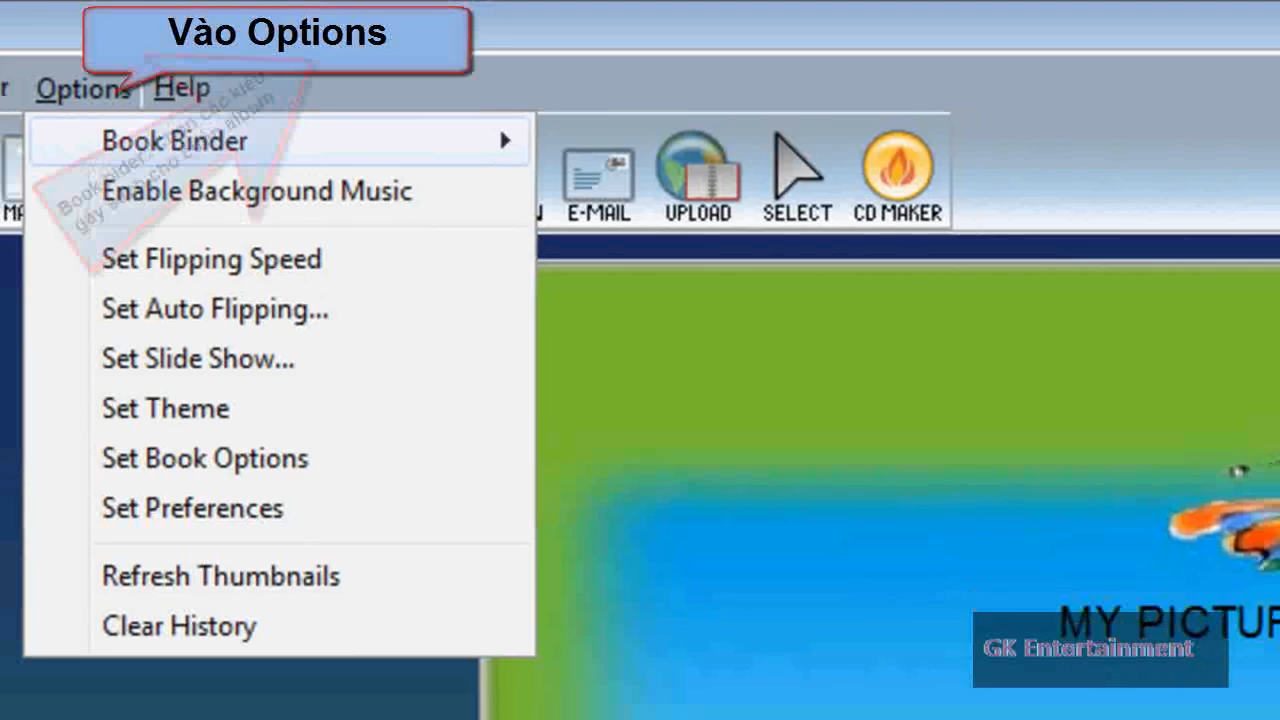 Vào Options
Options Help
Book Binder
Enable Background Music
Set Flipping Speed
Set Auto Flipping...
Set Slide Show...
Set Theme
Set Book Options
Set Preferences
Refresh Thumbnails
Clear History
E-MAIL UPLOAD SELECT CD MAKER
MY PICTUR
GK Entertainment